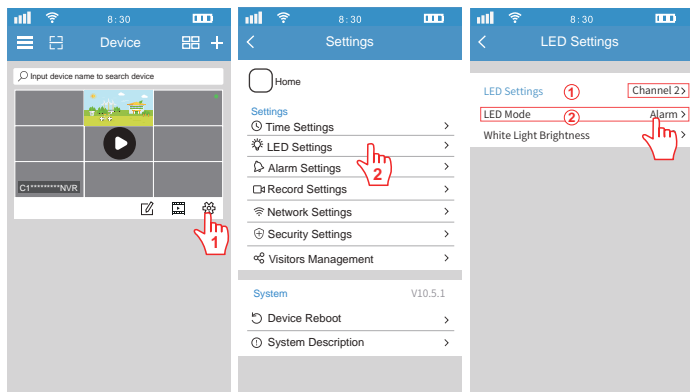 8:30
Device
Input device name to search device
C1*********NVR
1
8:30
Settings
Home
Settings
Time Settings
LED Settings
Alarm Settings
2
Record Settings
Network Settings
Security Settings
Visitors Management
System V10.5.1
Device Reboot
System Description
8:30
LED Settings
LED Settings 1 Channel 2
LED Mode 2 Alarm
White Light Brightness